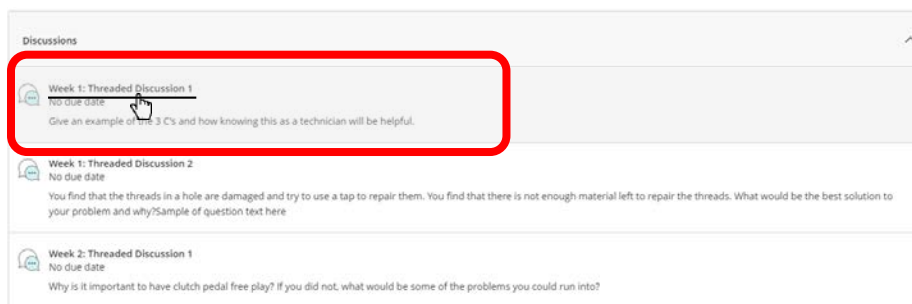 Discussions
Week 1: Threaded Discussion 1
No due date
Give an example of the 3 C's and how knowing this as a technician will be helpful.
Week 1: Threaded Discussion 2
No due date
You find that the threads in a hole are damaged and try to use a tap to repair them. You find that there is not enough material left to repair the threads. What would be the best solution to
your problem and why?Sample of question text here
Week 2: Threaded Discussion 1
No due date
Why is it important to have clutch pedal free play? If you did not, what would be some of the problems you could run into?